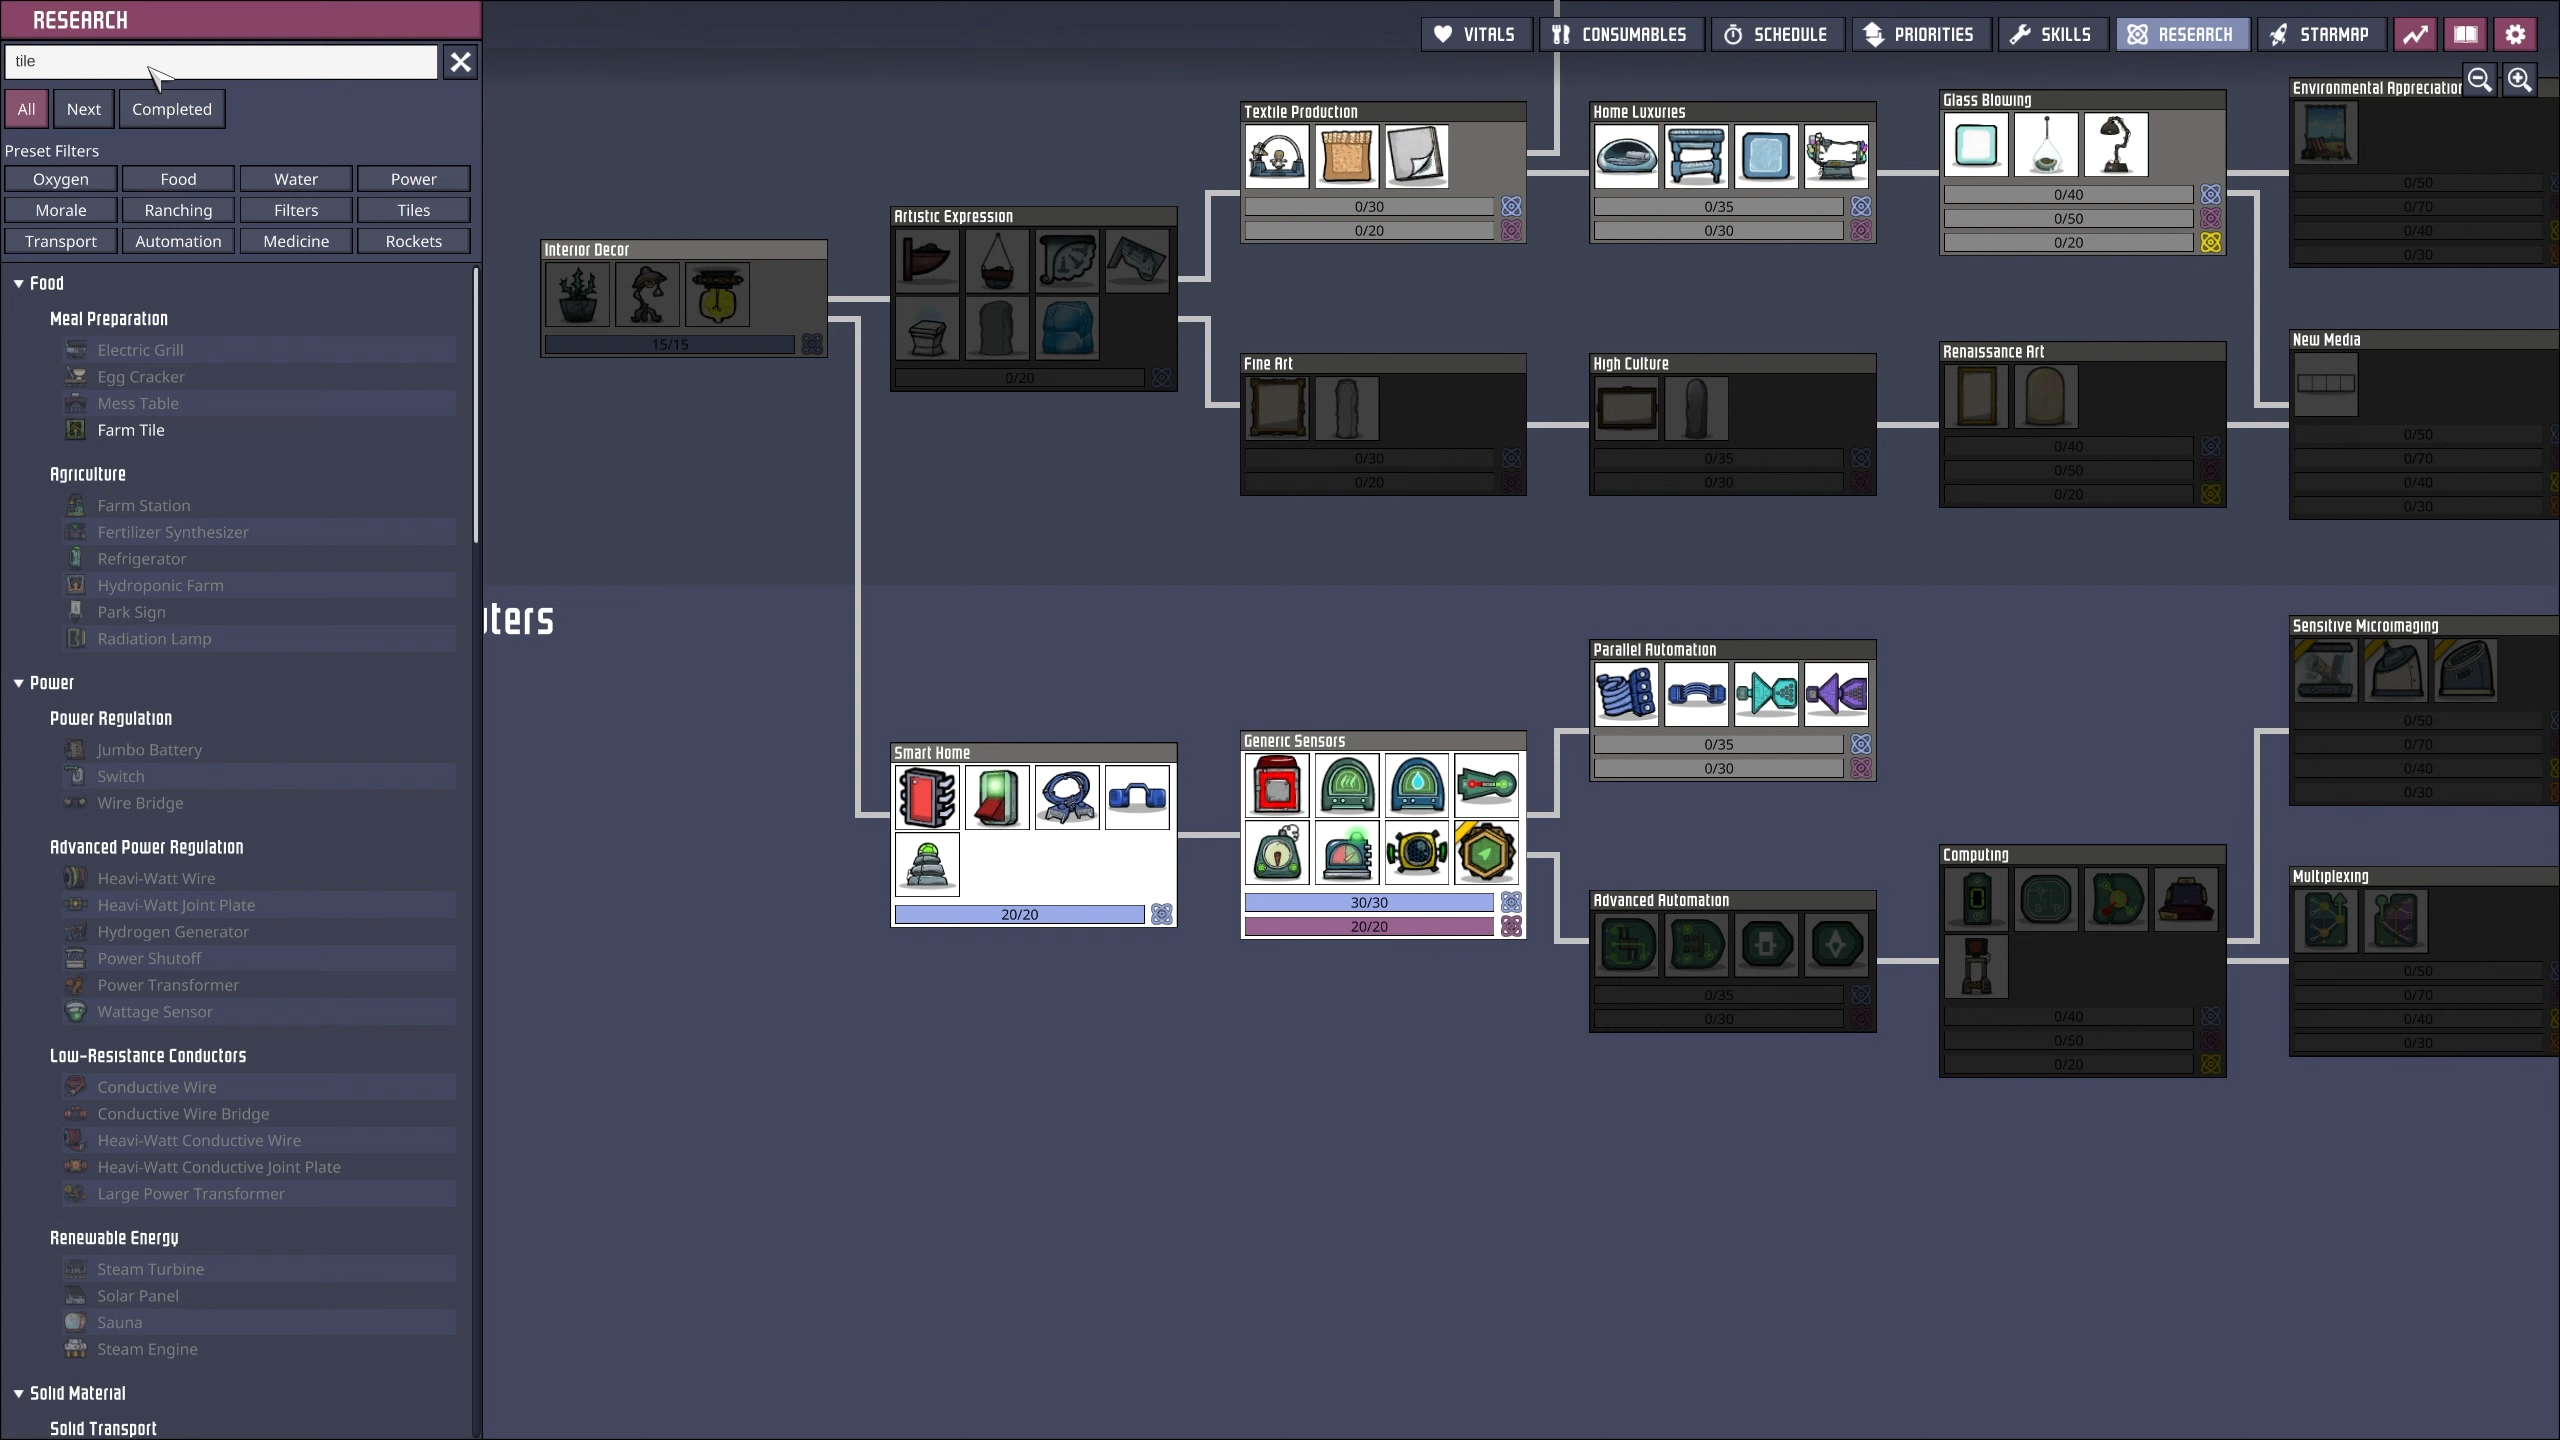 RESEARCH
tile
All
Next
Completed
Preset Filters
Oxygen
Food
Water
Power
Morale
Ranching
Filters
Tiles
Transport
Automation
Medicine
Rockets
Food
Meal Preparation
Electric Grill
Egg Cracker
Mess Table
Farm Tile
Agriculture
Farm Station
Fertilizer Synthesizer
Refrigerator
Hydroponic Farm
Park Sign
Radiation Lamp
Power
Power Regulation
Jumbo Battery
Switch
Wire Bridge
Advanced Power Regulation
Heavi-Watt Wire
Heavi-Watt Joint Plate
Hydrogen Generator
Power Shutoff
Power Transformer
Wattage Sensor
Low-Resistance Conductors
Conductive Wire
Conductive Wire Bridge
Heavi-Watt Conductive Wire
Heavi-Watt Conductive Joint Plate
Large Power Transformer
Renewable Energy
Steam Turbine
Solar Panel
Sauna
Steam Engine
Solid Material
Solid Transport
VITALS
CONSUMABLES
SCHEDULE
PRIORITIES
SKILLS
RESEARCH
STARMAP
Interior Decor
15/15
Artistic Expression
0/20
Textile Production
0/30
0/20
Home Luxuries
0/35
0/30
Glass Blowing
0/40
0/50
0/20
Environmental Appreciation
0/50
0/70
0/40
0/30
Fine Art
0/30
0/20
High Culture
0/35
0/30
Renaissance Art
0/40
0/50
0/20
New Media
0/50
0/70
0/40
0/30
uters
Smart Home
20/20
Generic Sensors
30/30
20/20
Parallel Automation
0/35
0/30
Advanced Automation
0/35
0/30
Computing
0/40
0/50
0/20
Sensitive Microimaging
0/50
0/70
0/40
0/30
Multiplexing
0/50
0/70
0/40
0/30